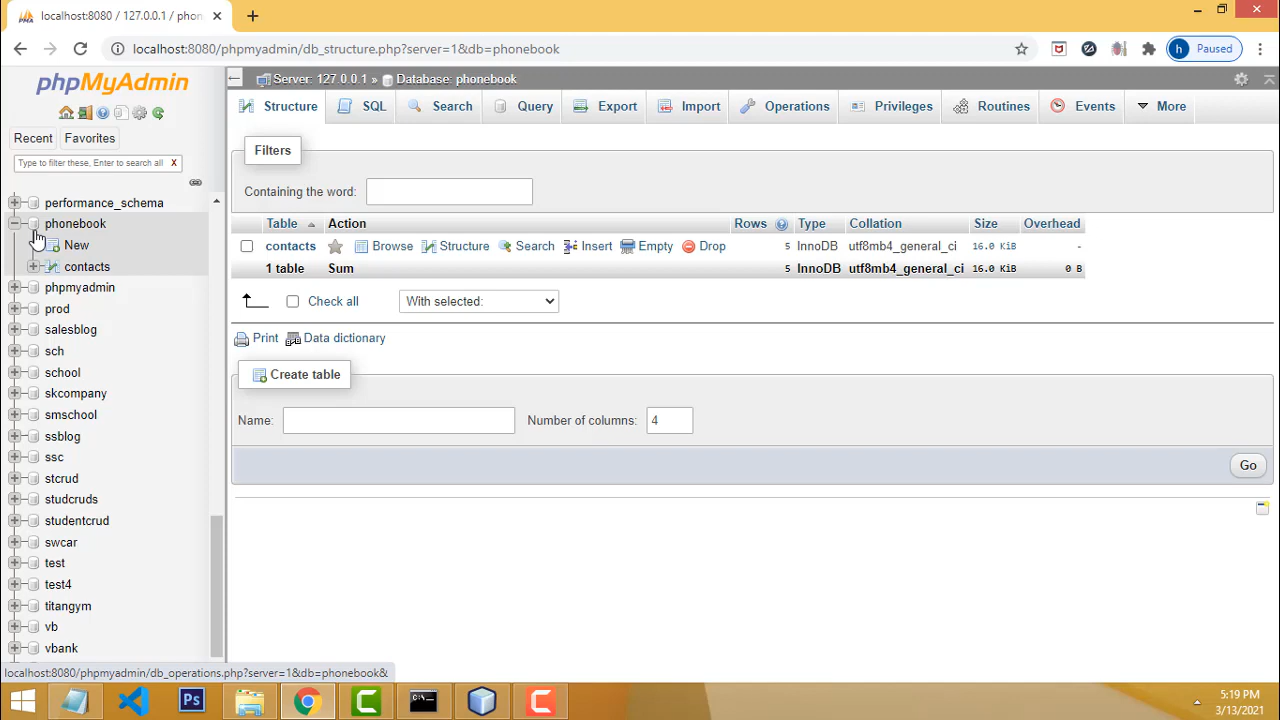 localhost:8080 / 127.0.0.1 / phon
localhost:8080/phpmyadmin/db_structure.php?server=1&db=phonebook
h Paused
phpMyAdmin
Recent Favorites
Type to filter these, Enter to search all X
performance_schema
phonebook
New
contacts
phpmyadmin
prod
salesblog
sch
school
skcompany
smschool
ssblog
ssc
stcrud
studcruds
studentcrud
swcar
test
test4
titangym
vb
vbank
Server: 127.0.0.1 » Database: phonebook
Structure SQL Search Query Export Import Operations Privileges Routines Events More
Filters
Containing the word:
Table Action Rows Type Collation Size Overhead
contacts Browse Structure Search Insert Empty Drop 5 InnoDB utf8mb4_general_ci 16.0 KiB -
1 table Sum 5 InnoDB utf8mb4_general_ci 16.0 KiB 0 B
Check all With selected:
Print Data dictionary
Create table
Name: Number of columns: 4
Go
localhost:8080/phpmyadmin/db_operations.php?server=1&db=phonebook&
Ps
5:19 PM
3/13/2021